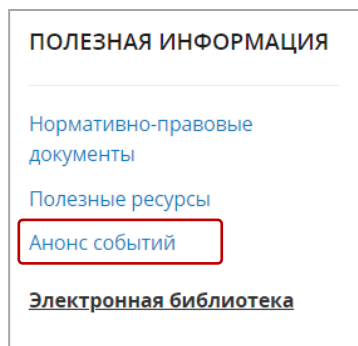 ПОЛЕЗНАЯ ИНФОРМАЦИЯ
Нормативно-правовые
документы
Полезные ресурсы
Анонс событий
Электронная библиотека